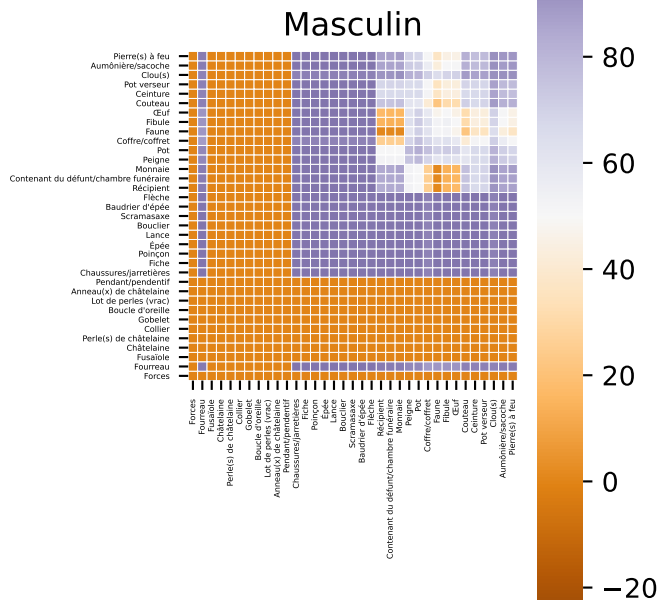 Masculin
Pierre(s) à feu
Aumônière/sacoche
Clou(s)
Pot verseur
Ceinture
Couteau
Œuf
Fibule
Faune
Coffre/coffret
Pot
Peigne
Monnaie
Contenant du défunt/chambre funéraire
Récipient
Flèche
Baudrier d'épée
Scramasaxe
Bouclier
Lance
Épée
Poinçon
Fiche
Chaussures/jarretières
Pendant/pendentif
Anneau(x) de châtelaine
Lot de perles (vrac)
Boucle d'oreille
Gobelet
Collier
Perle(s) de châtelaine
Châtelaine
Fusaïole
Fourreau
Forces
Forces
Fourreau
Fusaïole
Châtelaine
Perle(s) de châtelaine
Collier
Gobelet
Boucle d'oreille
Lot de perles (vrac)
Anneau(x) de châtelaine
Pendant/pendentif
Chaussures/jarretières
Fiche
Poinçon
Épée
Lance
Bouclier
Scramasaxe
Baudrier d'épée
Flèche
Récipient
Contenant du défunt/chambre funéraire
Monnaie
Peigne
Pot
Coffre/coffret
Faune
Fibule
Œuf
Couteau
Ceinture
Pot verseur
Clou(s)
Aumônière/sacoche
Pierre(s) à feu
80
60
40
20
0
−20